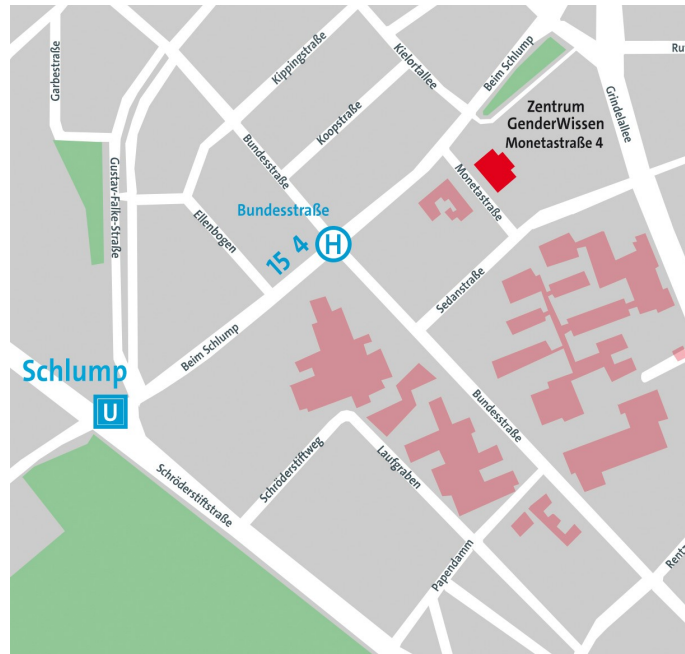 Garbestraße
Kippingstraße
Kielortallee
Beim Schlump
Ru
Grindelallee
Zentrum
GenderWissen
Monetastraße 4
Koopstraße
Bundesstraße
Gustav-Falke-Straße
Monetastraße
Bundesstraße
Ellenbogen
15 4
H
Sedanstraße
Beim Schlump
Schlump
U
Bundesstraße
Schröderstiftweg
Laufgraben
Schröderstiftstraße
Papendamm
Rentz